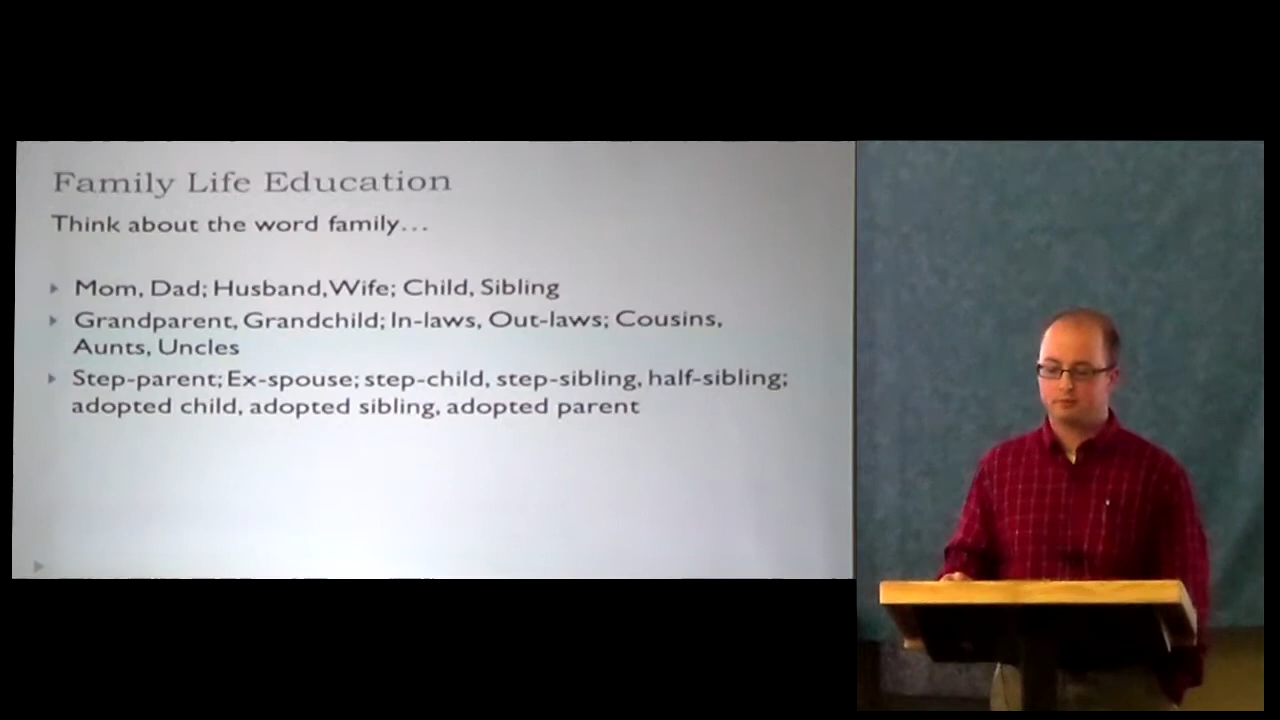 Family Life Education
Think about the word family...
Mom, Dad; Husband, Wife; Child, Sibling
Grandparent, Grandchild; In-laws, Out-laws; Cousins,
Aunts, Uncles
Step-parent; Ex-spouse; step-child, step-sibling, half-sibling;
adopted child, adopted sibling, adopted parent